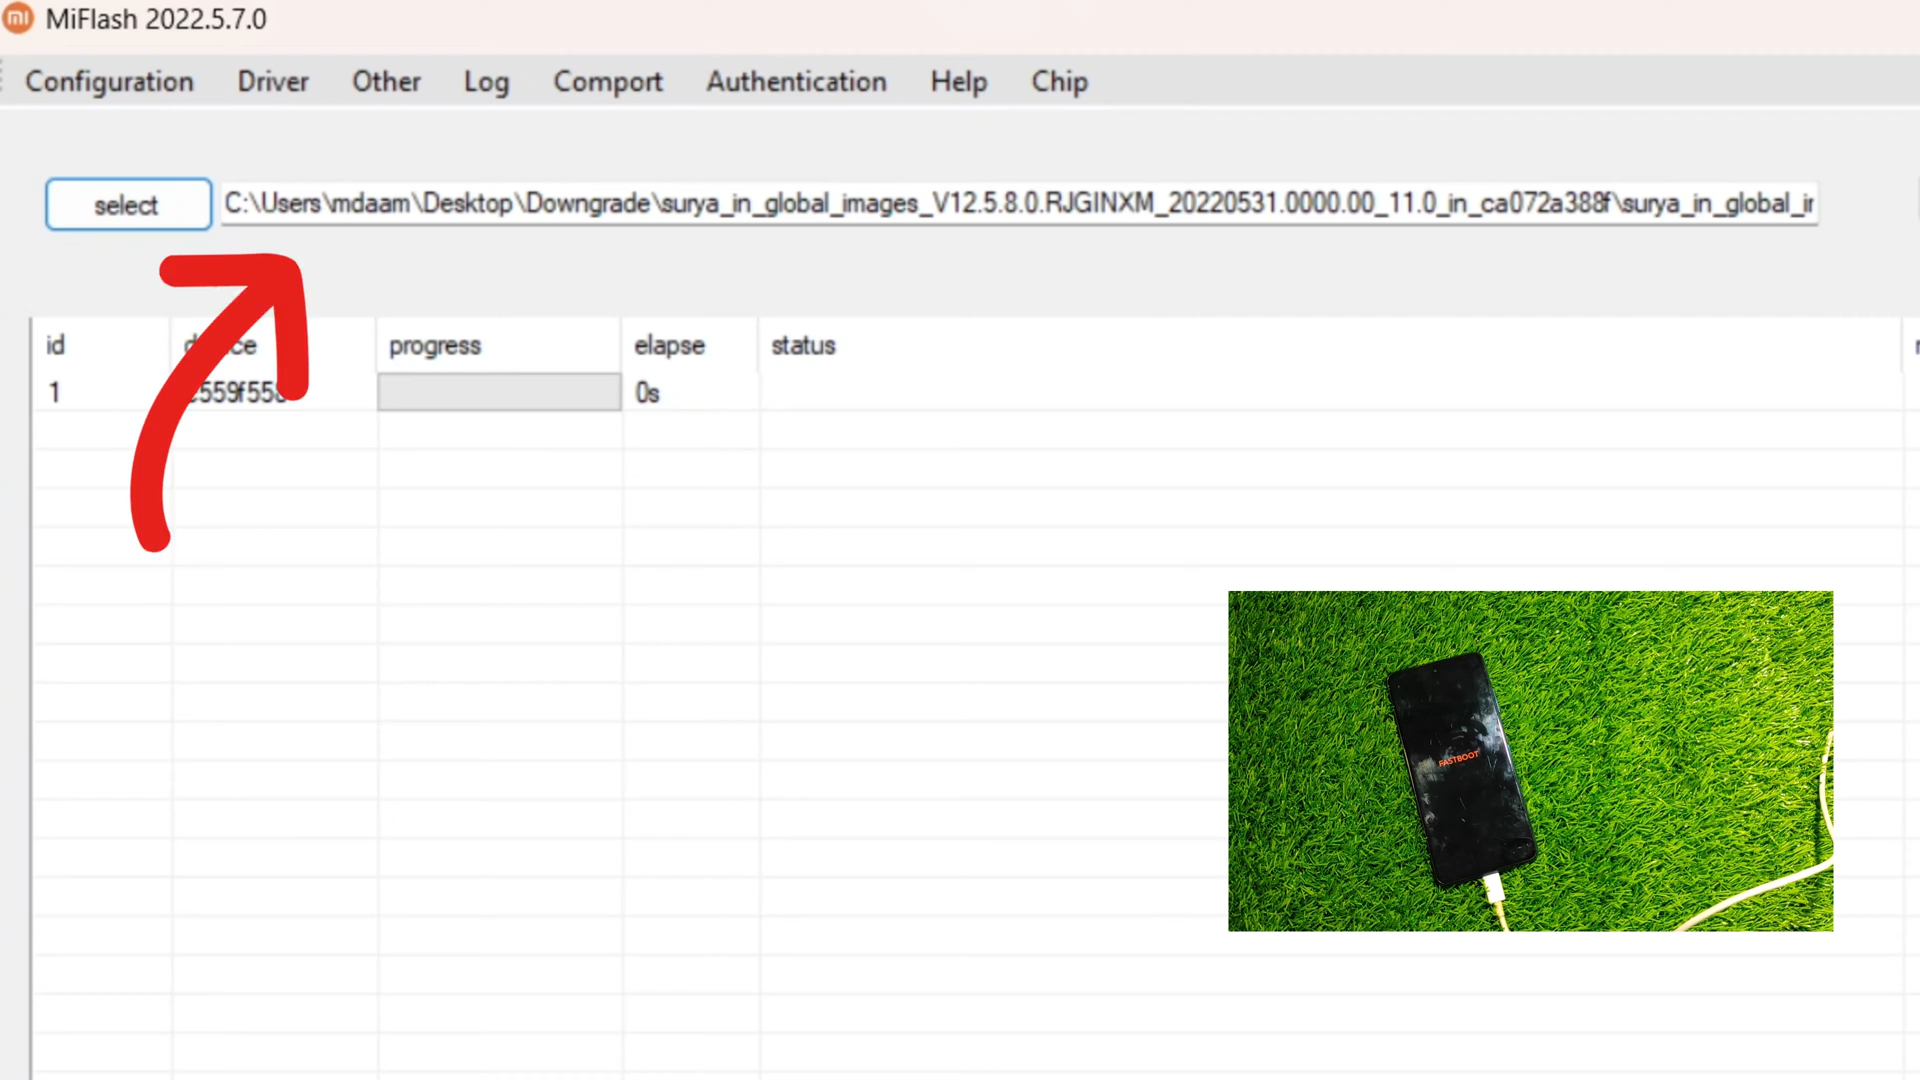 MiFlash 2022.5.7.0
Configuration Driver Other Log Comport Authentication Help Chip
select C:\Users\mdaam\Desktop\Downgrade\surya_in_global_images_V12.5.8.0.RJGINXM_20220531.0000.00_11.0_in_ca072a388f\surya_in_global_ir
id progress elapse status
1 0s
FASTBOOT